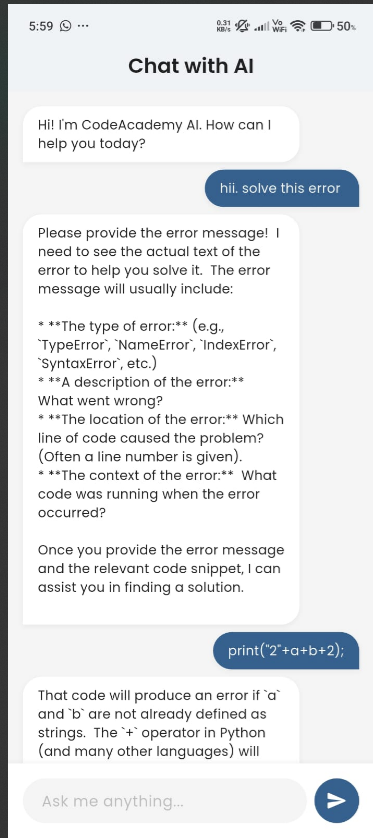 5:59 ...
0.31 KB/s Vo WiFi 50%
Chat with AI
Hi! I'm CodeAcademy AI. How can I
help you today?
hii. solve this error
Please provide the error message!  I
need to see the actual text of the
error to help you solve it.  The error
message will usually include:
* **The type of error:** (e.g.,
`TypeError`, `NameError`, `IndexError`,
`SyntaxError`, etc.)
* **A description of the error:**
What went wrong?
* **The location of the error:** Which
line of code caused the problem?
(Often a line number is given).
* **The context of the error:**  What
code was running when the error
occurred?
Once you provide the error message
and the relevant code snippet, I can
assist you in finding a solution.
print("2"+a+b+2);
That code will produce an error if `a`
and `b` are not already defined as
strings.  The `+` operator in Python
(and many other languages) will
Ask me anything...